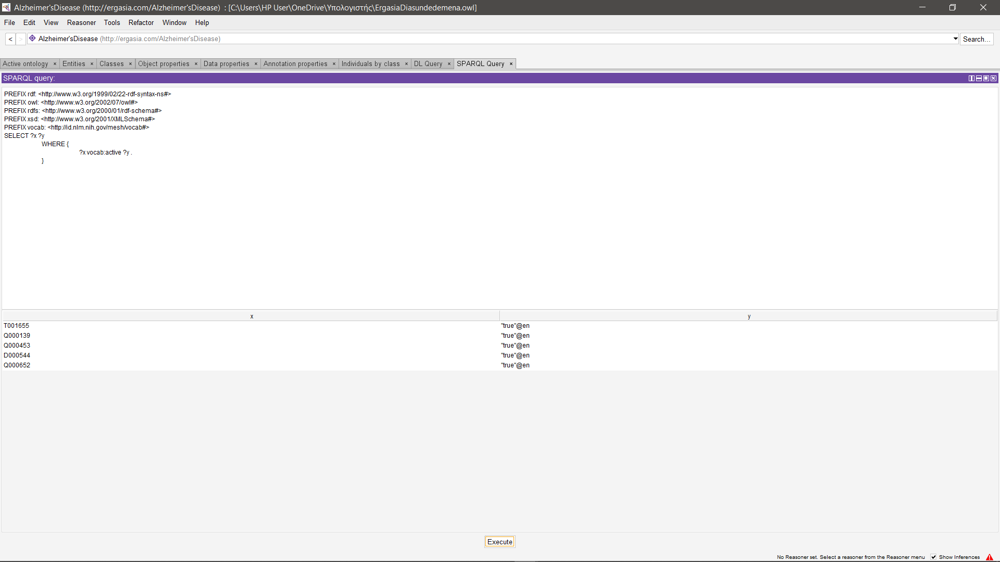 Alzheimer'sDisease (http://ergasia.com/Alzheimer'sDisease)  : [C:\Users\HP User\OneDrive\Υπολογιστής\ErgasiaDiasundedemena.owl]
File Edit View Reasoner Tools Refactor Window Help
< > Alzheimer'sDisease (http://ergasia.com/Alzheimer'sDisease) Search...
Active ontology × Entities × Classes × Object properties × Data properties × Annotation properties × Individuals by class × DL Query × SPARQL Query ×
SPARQL query:
PREFIX rdf: <http://www.w3.org/1999/02/22-rdf-syntax-ns#>
PREFIX owl: <http://www.w3.org/2002/07/owl#>
PREFIX rdfs: <http://www.w3.org/2000/01/rdf-schema#>
PREFIX xsd: <http://www.w3.org/2001/XMLSchema#>
PREFIX vocab: <http://id.nlm.nih.gov/mesh/vocab#>
SELECT ?x ?y
WHERE {
?x vocab:active ?y .
}
x y
T001655 "true"@en
Q000139 "true"@en
Q000453 "true"@en
D000544 "true"@en
Q000652 "true"@en
Execute
No Reasoner set. Select a reasoner from the Reasoner menu Show Inferences